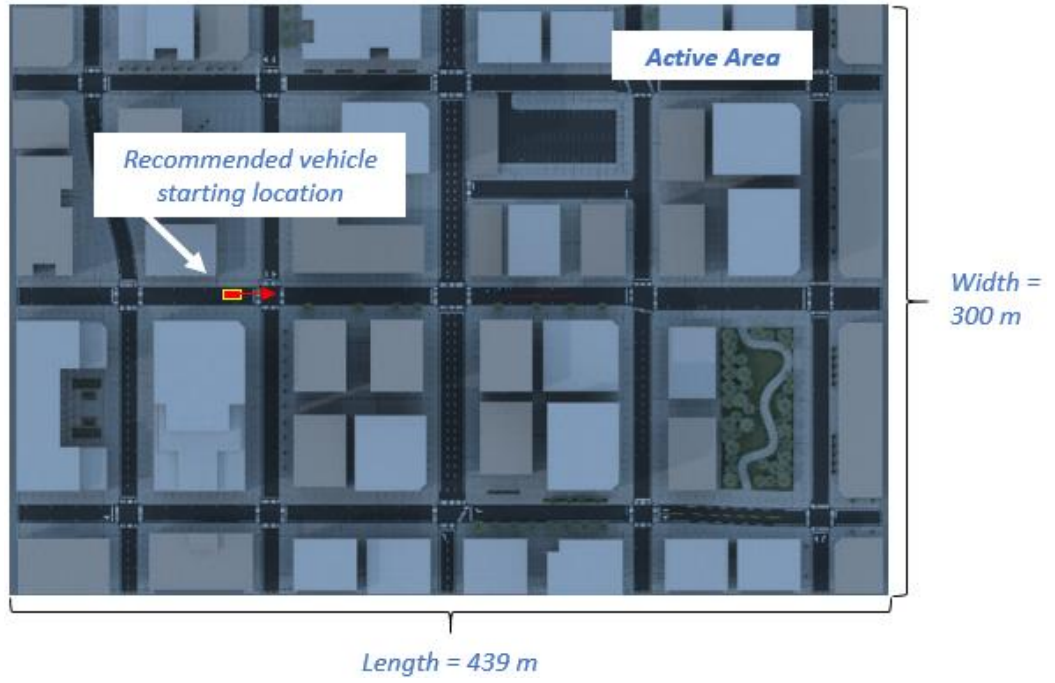 Active Area
Recommended vehicle
starting location
Width =
300 m
Length = 439 m